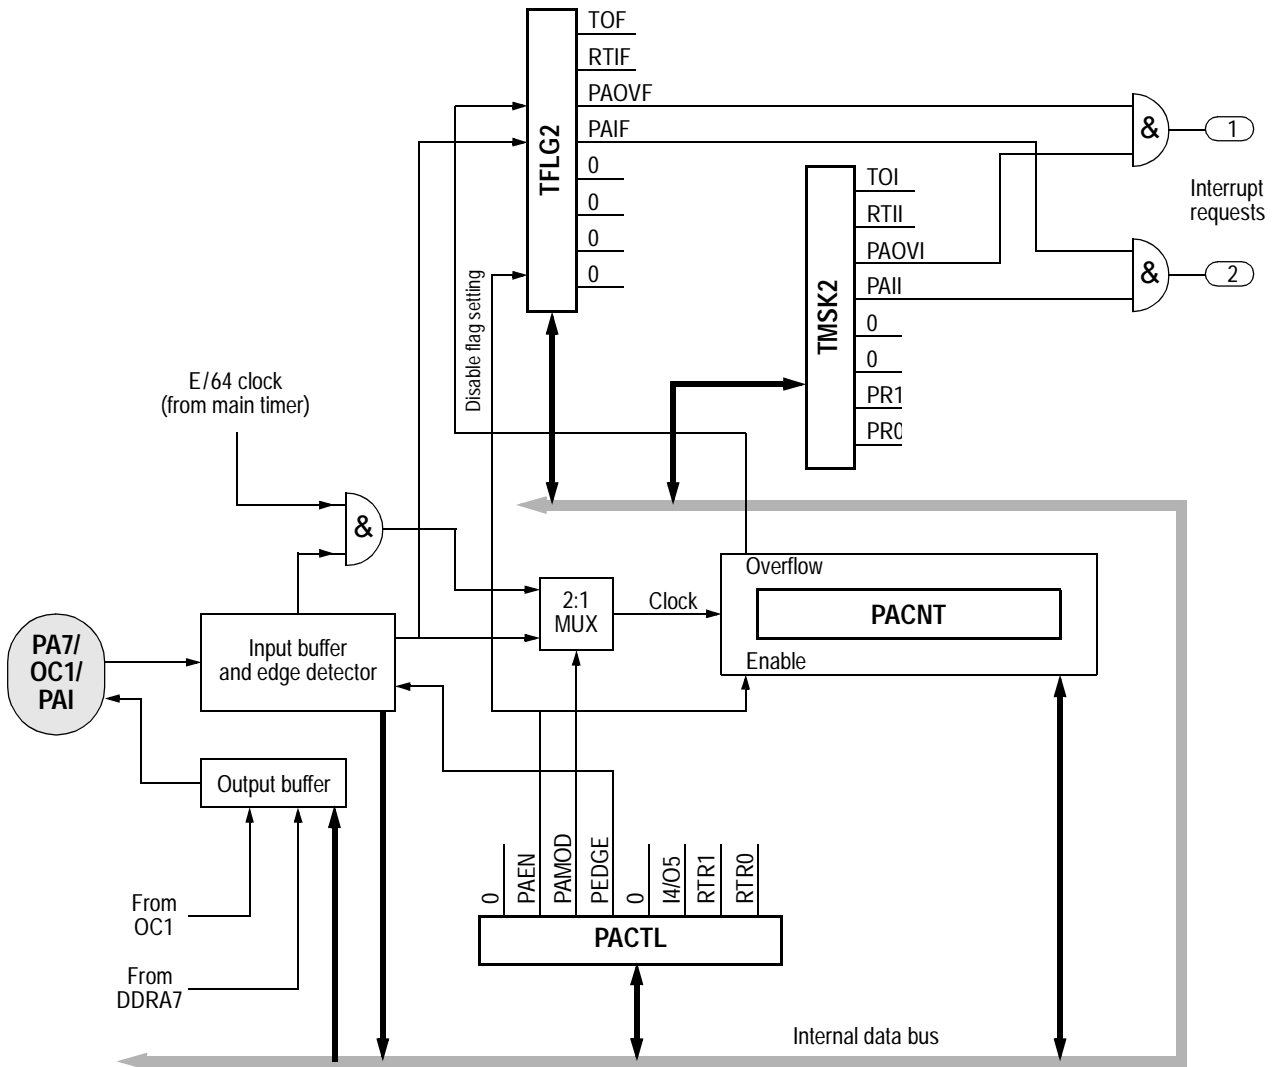 TOF
RTIF
PAOVF
PAIF
0
0
0
0
TFLG2
&
1
Interrupt
requests
&
2
TOI
RTII
PAOVI
PAII
0
0
PR1
PR0
TMSK2
Disable flag setting
E/64 clock
(from main timer)
&
2:1
MUX
Clock
Overflow
PACNT
Enable
PA7/
OC1/
PAI
Input buffer
and edge detector
Output buffer
From
OC1
From
DDRA7
0
PAEN
PAMOD
PEDGE
0
I4/O5
RTR1
RTR0
PACTL
Internal data bus